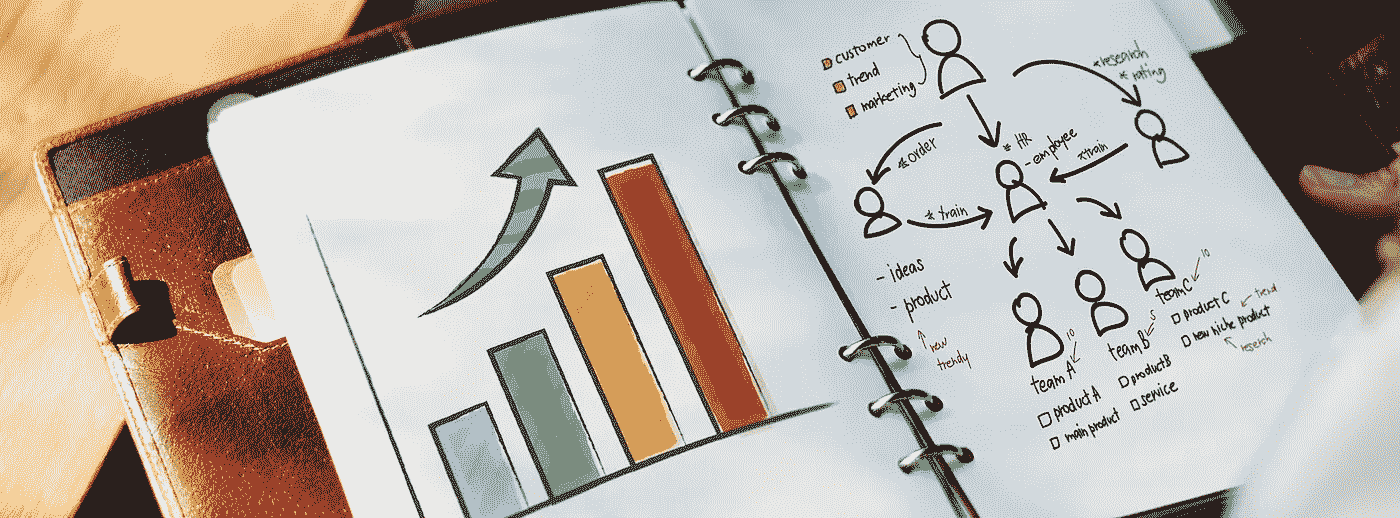 customer
trend
marketing
*research
* rating
*order
* HR
- employee
*train
* train
- ideas
- product
new
trendy
10
5
10
team A
team B
team C
product A
main product
product B
service
product C
new niche product
trend
research